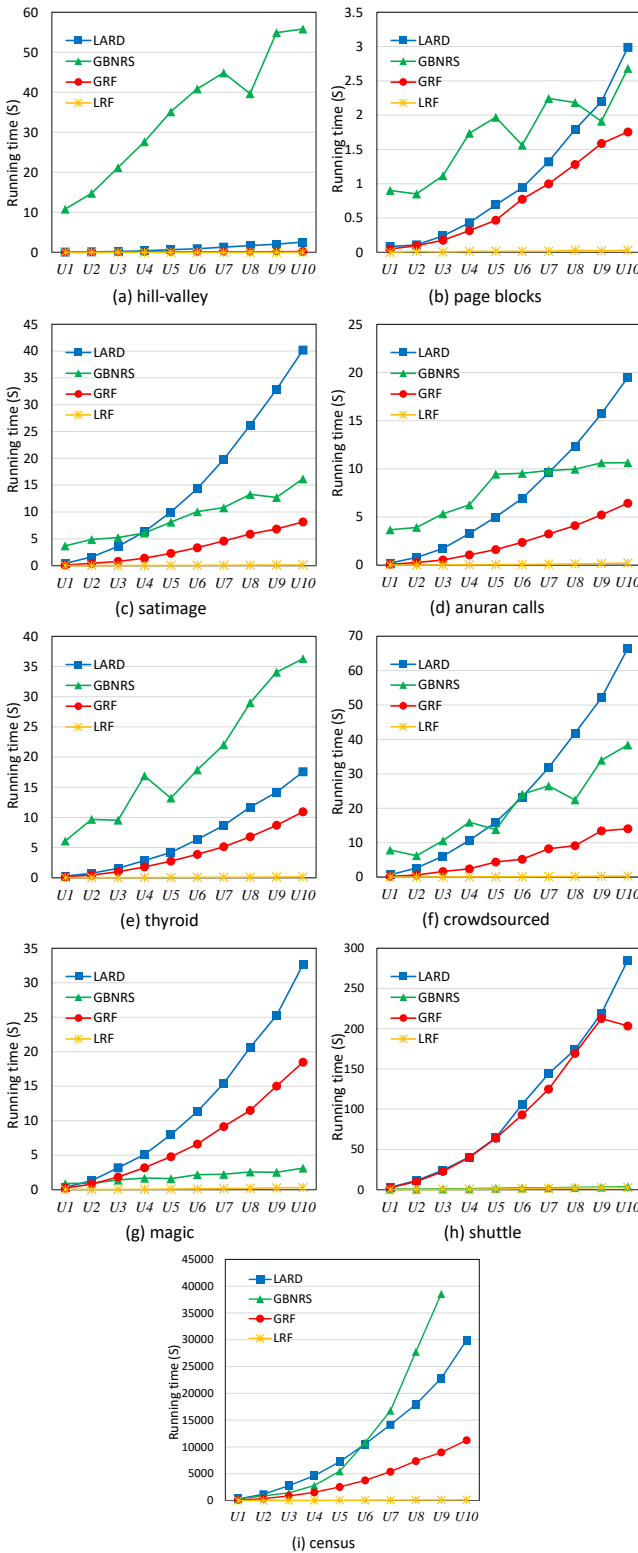 60
50
40
30
20
10
0
Running time (S)
LARD
GBNRS
GRF
LRF
U1 U2 U3 U4 U5 U6 U7 U8 U9 U10
(a) hill-valley
3.5
3
2.5
2
1.5
1
0.5
0
Running time (S)
LARD
GBNRS
GRF
LRF
U1 U2 U3 U4 U5 U6 U7 U8 U9 U10
(b) page blocks
45
40
35
30
25
20
15
10
5
0
Running time (S)
LARD
GBNRS
GRF
LRF
U1 U2 U3 U4 U5 U6 U7 U8 U9 U10
(c) satimage
25
20
15
10
5
0
Running time (S)
LARD
GBNRS
GRF
LRF
U1 U2 U3 U4 U5 U6 U7 U8 U9 U10
(d) anuran calls
40
35
30
25
20
15
10
5
0
Running time (S)
LARD
GBNRS
GRF
LRF
U1 U2 U3 U4 U5 U6 U7 U8 U9 U10
(e) thyroid
70
60
50
40
30
20
10
0
Running time (S)
LARD
GBNRS
GRF
LRF
U1 U2 U3 U4 U5 U6 U7 U8 U9 U10
(f) crowdsourced
35
30
25
20
15
10
5
0
Running time (S)
LARD
GBNRS
GRF
LRF
U1 U2 U3 U4 U5 U6 U7 U8 U9 U10
(g) magic
300
250
200
150
100
50
0
Running time (S)
LARD
GBNRS
GRF
LRF
U1 U2 U3 U4 U5 U6 U7 U8 U9 U10
(h) shuttle
45000
40000
35000
30000
25000
20000
15000
10000
5000
0
Running time (S)
LARD
GBNRS
GRF
LRF
U1 U2 U3 U4 U5 U6 U7 U8 U9 U10
(i) census